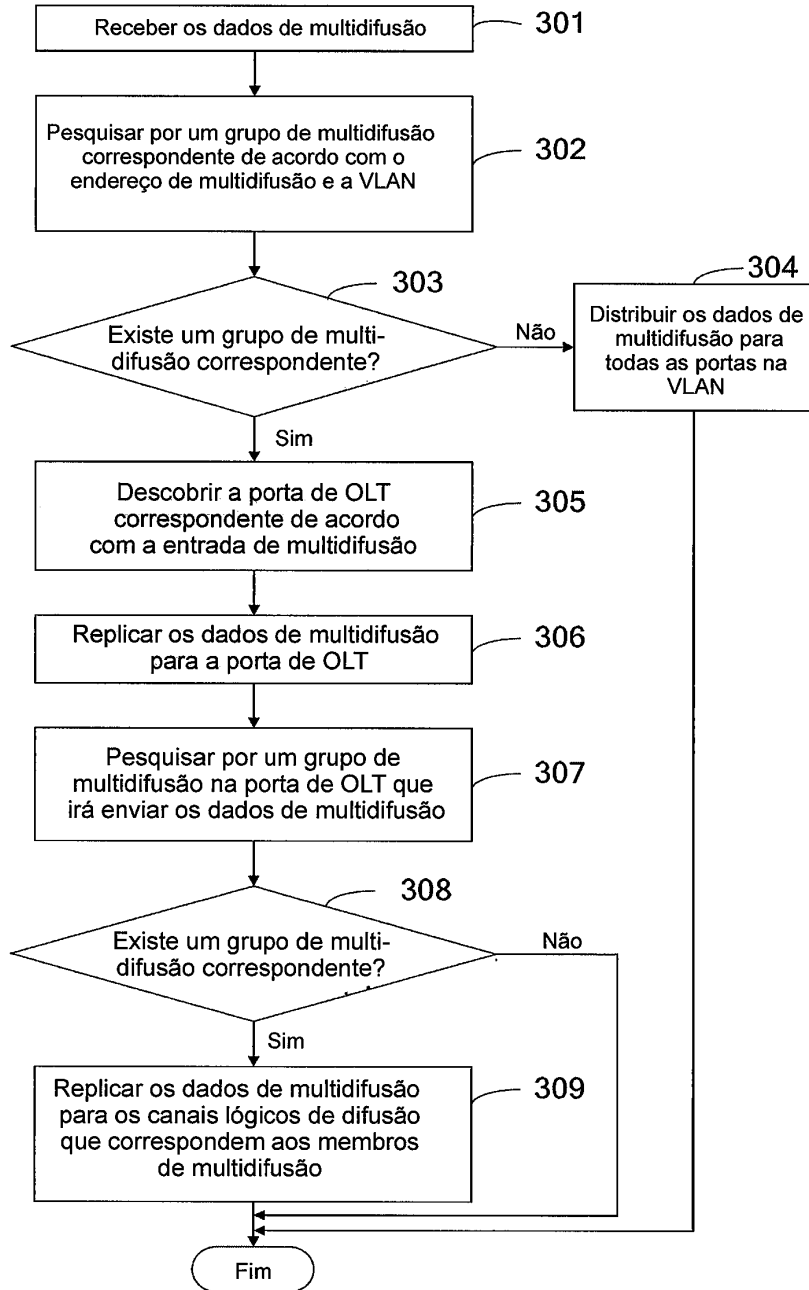 Receber os dados de multidifusão
301
Pesquisar por um grupo de multidifusão
correspondente de acordo com o
endereço de multidifusão e a VLAN
302
303
Existe um grupo de multi-
difusão correspondente?
Não
304
Distribuir os dados de
multidifusão para
todas as portas na
VLAN
Sim
Descobrir a porta de OLT
correspondente de acordo
com a entrada de multidifusão
305
Replicar os dados de multidifusão
para a porta de OLT
306
Pesquisar por um grupo de
multidifusão na porta de OLT que
irá enviar os dados de multidifusão
307
308
Existe um grupo de multi-
difusão correspondente?
Não
Sim
Replicar os dados de multidifusão
para os canais lógicos de difusão
que correspondem aos membros
de multidifusão
309
Fim